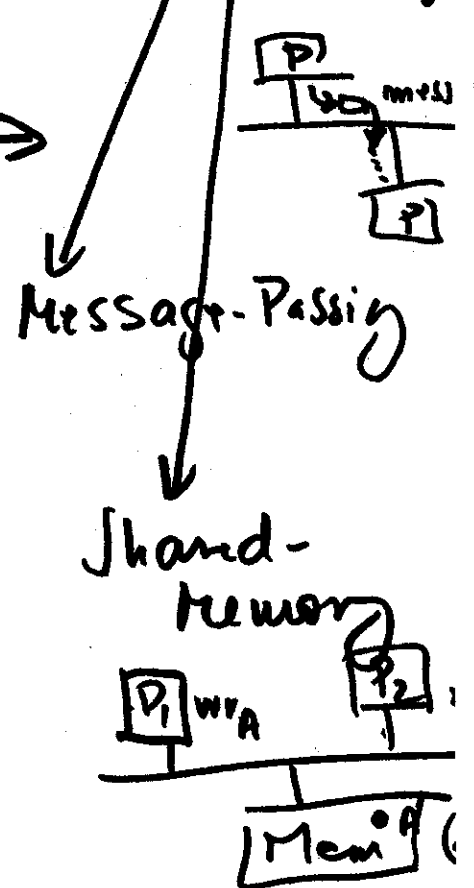 P
mess
P
Message-Passing
Shared-
Memory
P1 wrA P2
Mem A